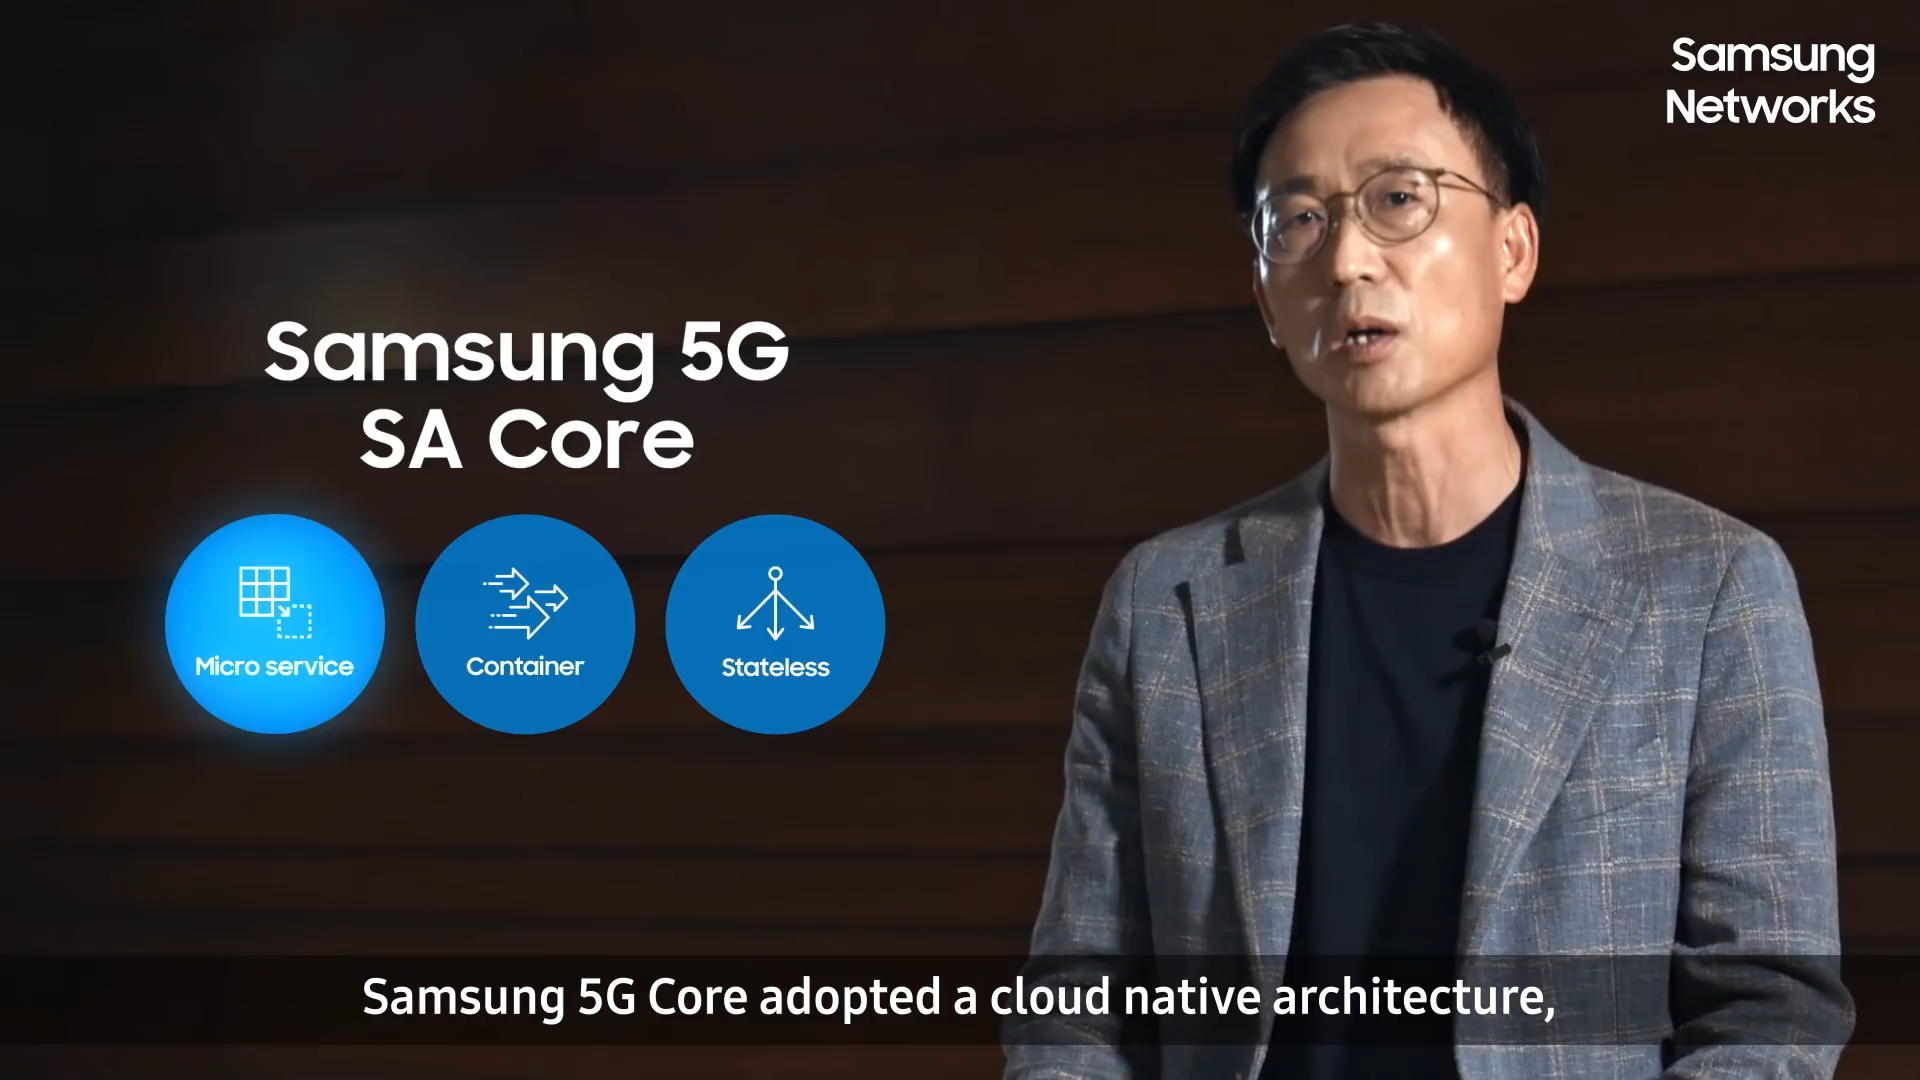 Samsung
Networks
Samsung 5G
SA Core
Micro service
Container
Stateless
Samsung 5G Core adopted a cloud native architecture,